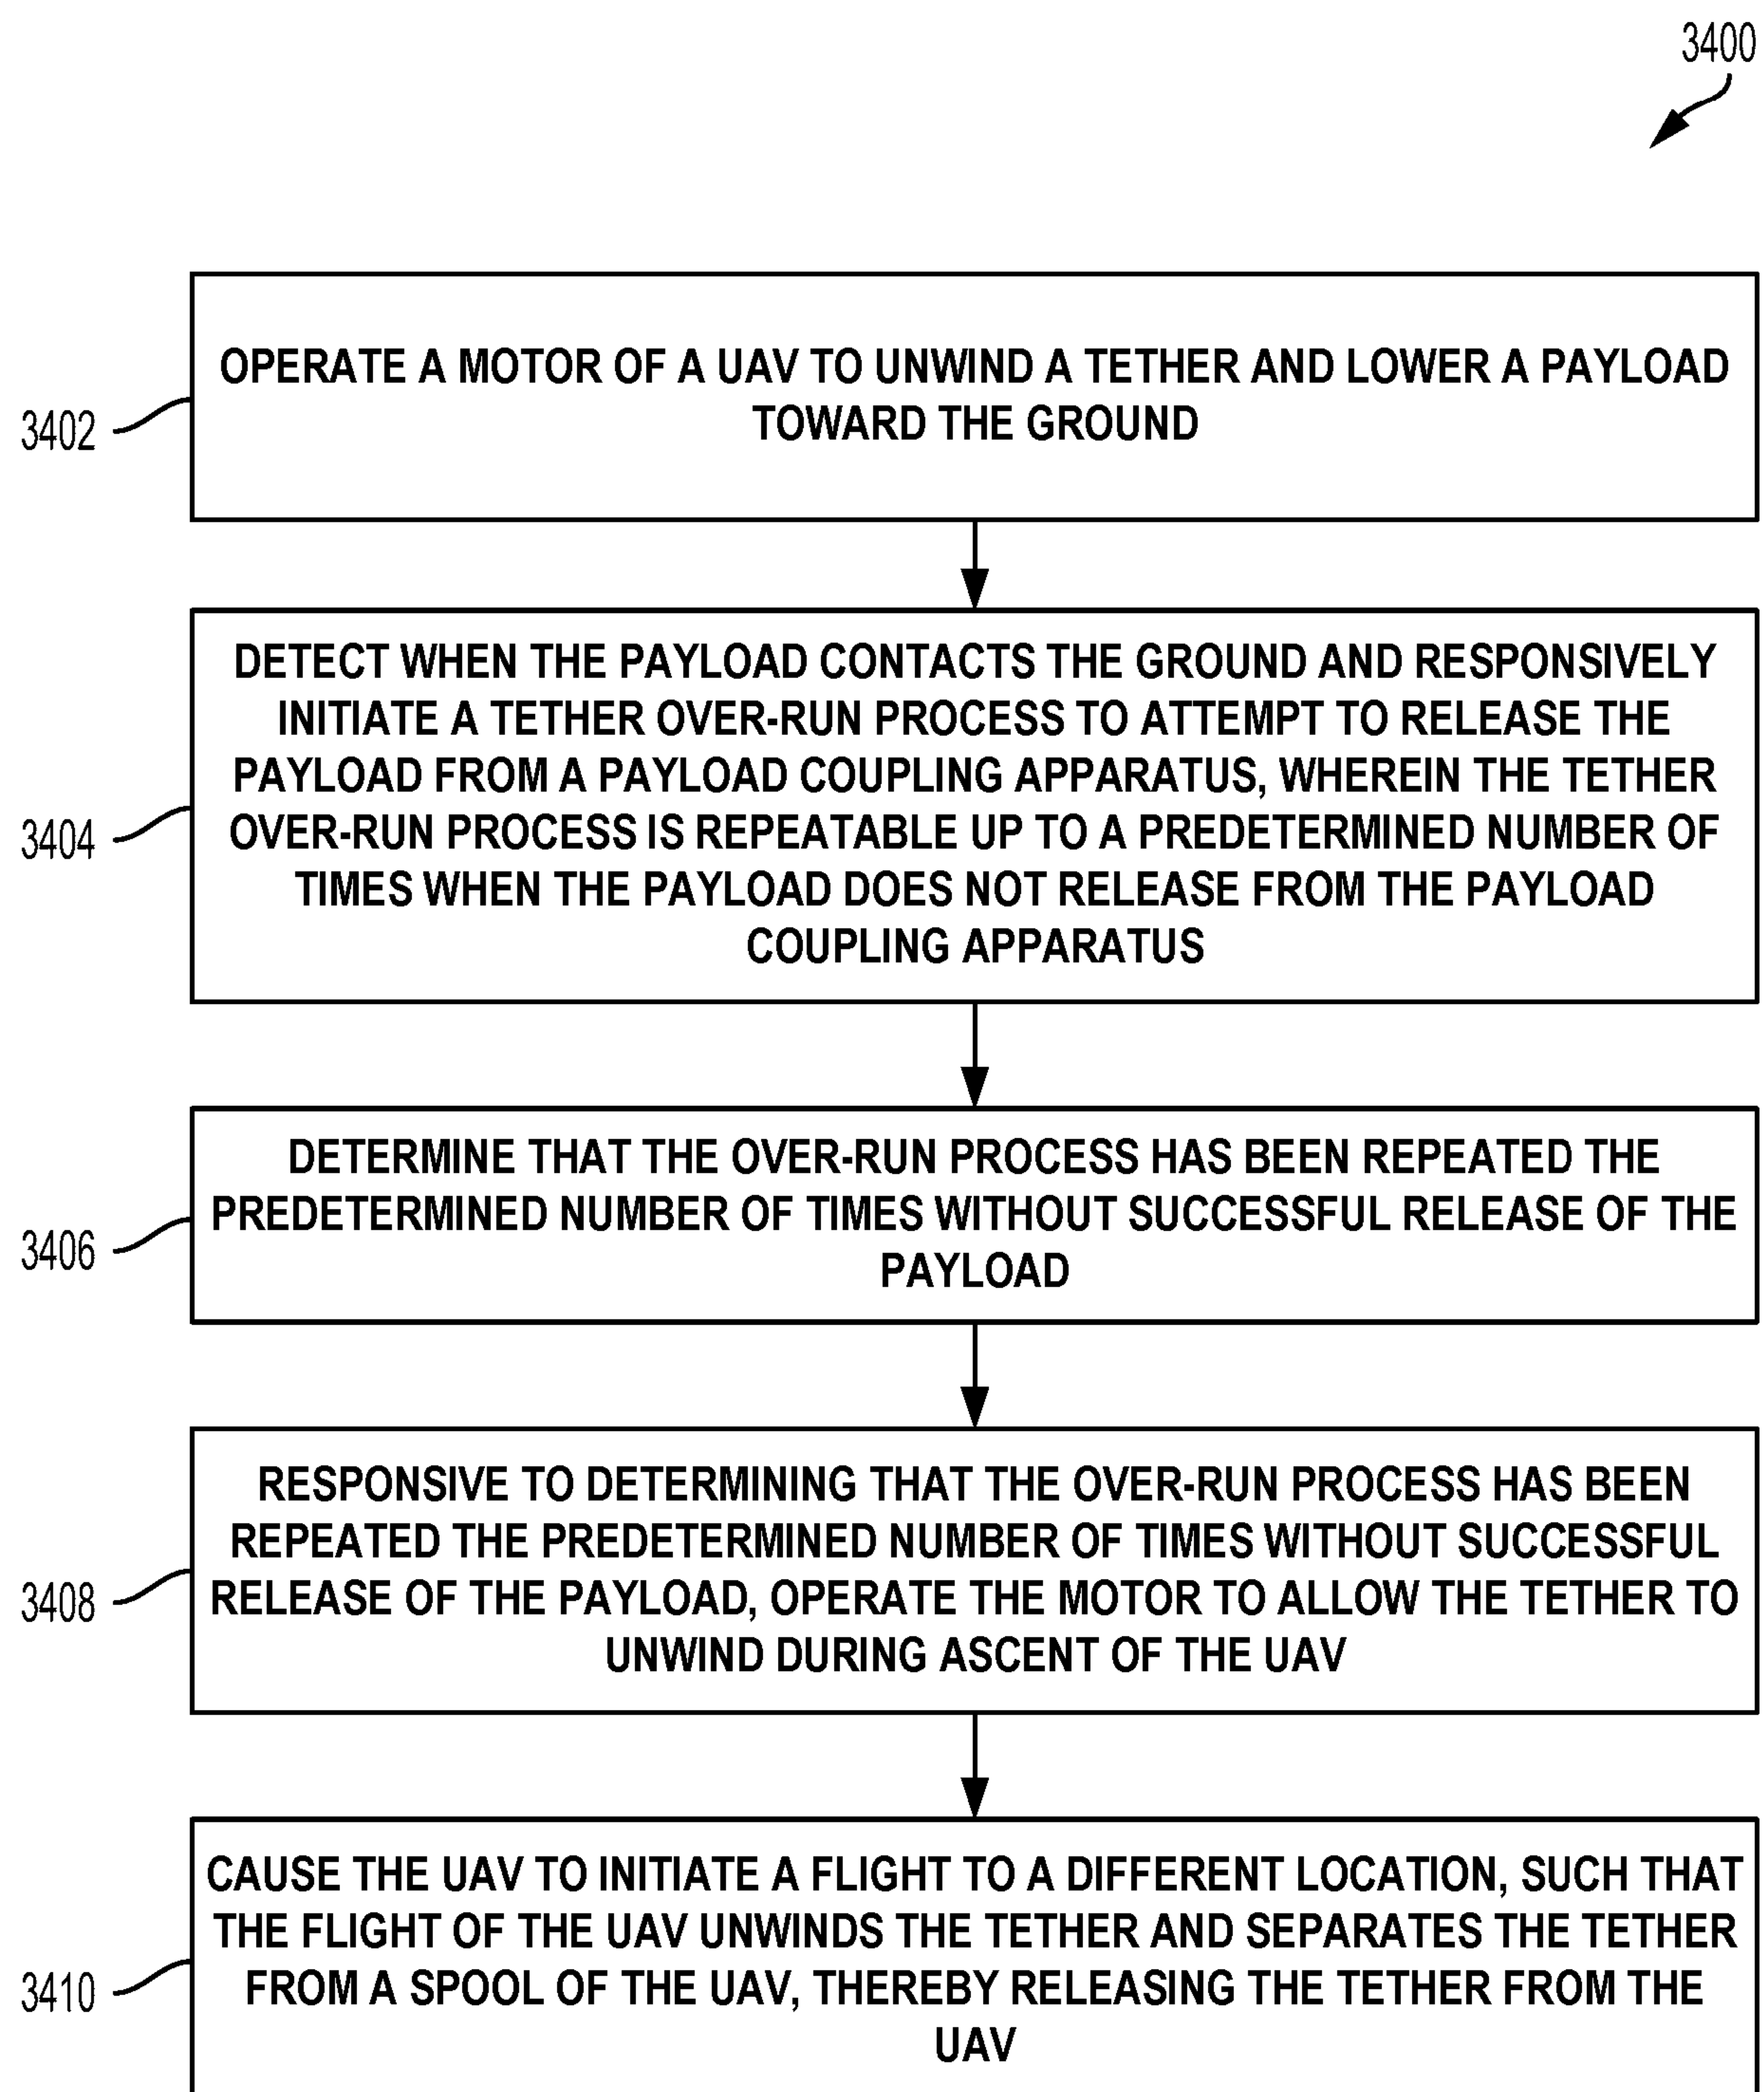 3400
OPERATE A MOTOR OF A UAV TO UNWIND A TETHER AND LOWER A PAYLOAD
TOWARD THE GROUND
3402
DETECT WHEN THE PAYLOAD CONTACTS THE GROUND AND RESPONSIVELY
INITIATE A TETHER OVER-RUN PROCESS TO ATTEMPT TO RELEASE THE
PAYLOAD FROM A PAYLOAD COUPLING APPARATUS, WHEREIN THE TETHER
OVER-RUN PROCESS IS REPEATABLE UP TO A PREDETERMINED NUMBER OF
TIMES WHEN THE PAYLOAD DOES NOT RELEASE FROM THE PAYLOAD
COUPLING APPARATUS
3404
DETERMINE THAT THE OVER-RUN PROCESS HAS BEEN REPEATED THE
PREDETERMINED NUMBER OF TIMES WITHOUT SUCCESSFUL RELEASE OF THE
PAYLOAD
3406
RESPONSIVE TO DETERMINING THAT THE OVER-RUN PROCESS HAS BEEN
REPEATED THE PREDETERMINED NUMBER OF TIMES WITHOUT SUCCESSFUL
RELEASE OF THE PAYLOAD, OPERATE THE MOTOR TO ALLOW THE TETHER TO
UNWIND DURING ASCENT OF THE UAV
3408
CAUSE THE UAV TO INITIATE A FLIGHT TO A DIFFERENT LOCATION, SUCH THAT
THE FLIGHT OF THE UAV UNWINDS THE TETHER AND SEPARATES THE TETHER
FROM A SPOOL OF THE UAV, THEREBY RELEASING THE TETHER FROM THE
UAV
3410